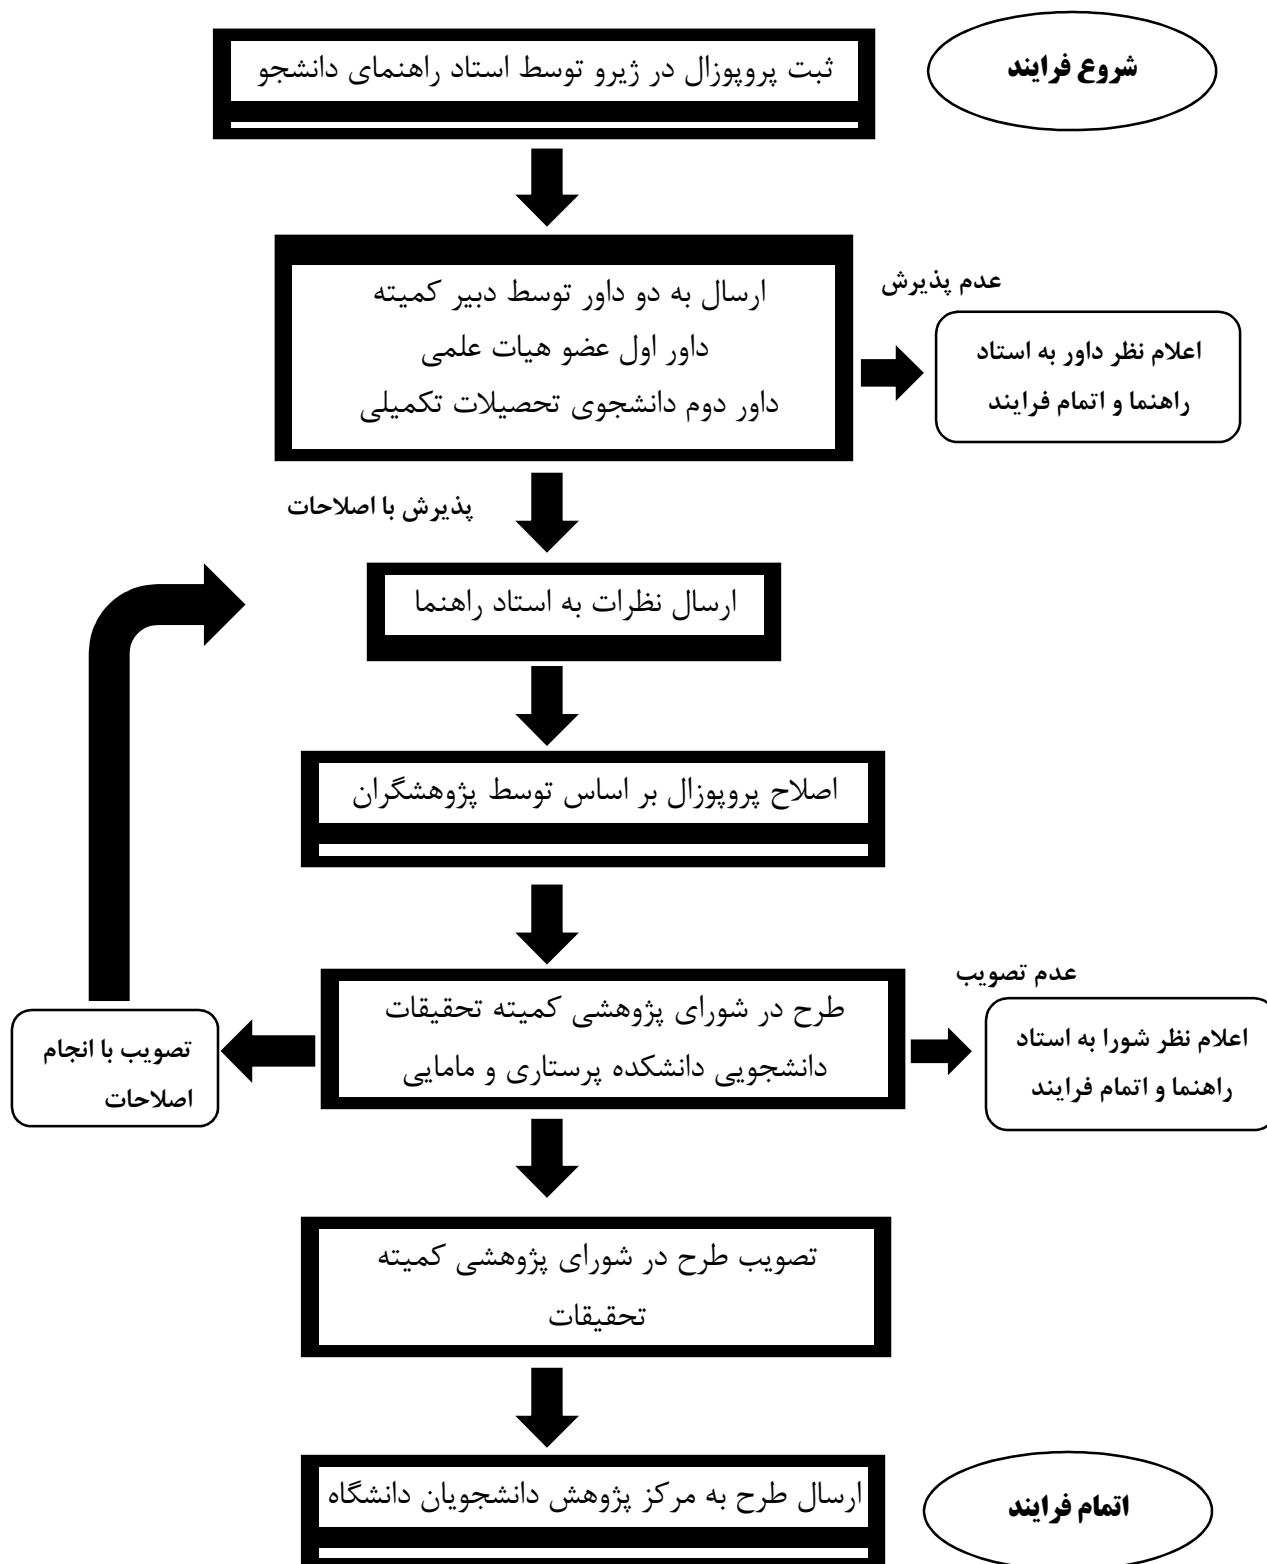 شروع فرایند
ثبت پروپوزال در ژیرو توسط استاد راهنمای دانشجو
ارسال به دو داور توسط دبیر کمیته
داور اول عضو هیات علمی
داور دوم دانشجوی تحصیلات تکمیلی
عدم پذیرش
اعلام نظر داور به استاد
راهنما و اتمام فرایند
پذیرش با اصلاحات
ارسال نظرات به استاد راهنما
اصلاح پروپوزال بر اساس توسط پژوهشگران
طرح در شورای پژوهشی کمیته تحقیقات
دانشجویی دانشکده پرستاری و مامایی
عدم تصویب
اعلام نظر شورا به استاد
راهنما و اتمام فرایند
تصویب با انجام
اصلاحات
تصویب طرح در شورای پژوهشی کمیته
تحقیقات
ارسال طرح به مرکز پژوهش دانشجویان دانشگاه
اتمام فرایند